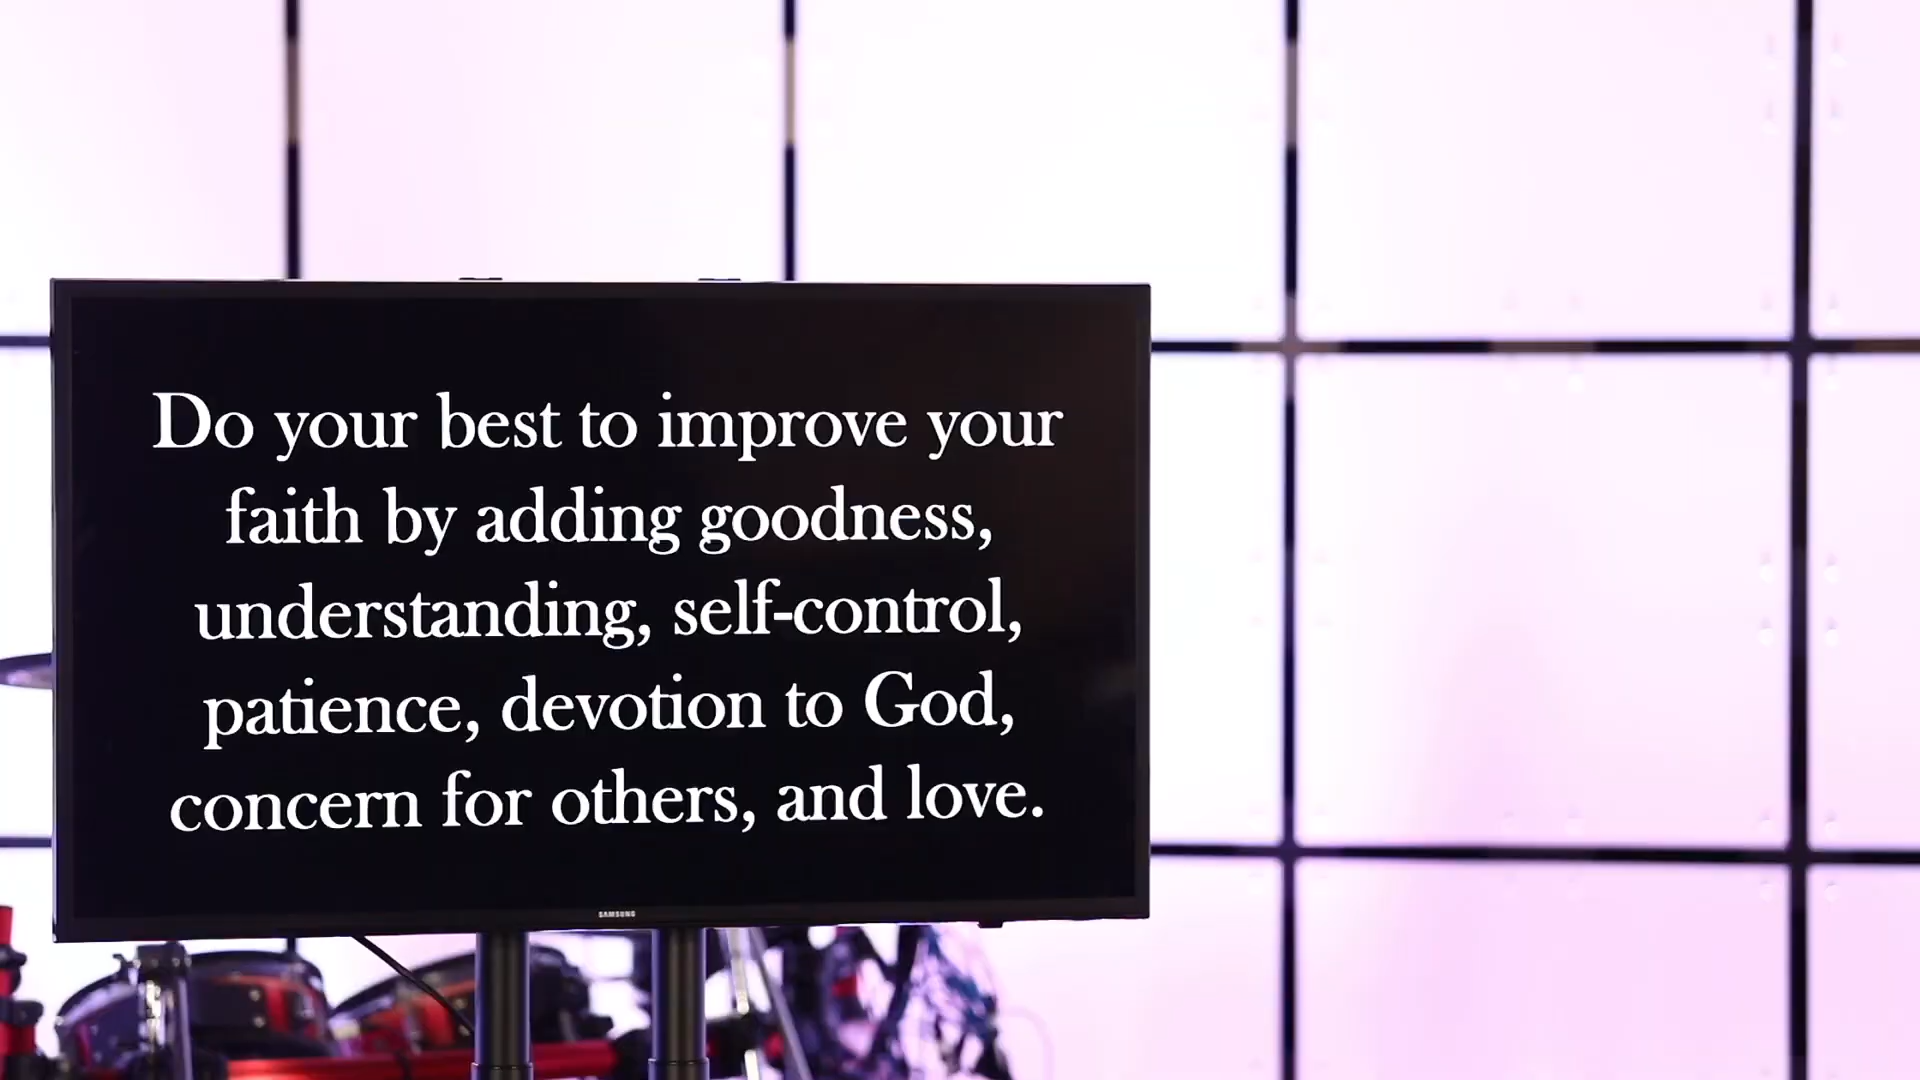 Do your best to improve your
faith by adding goodness,
understanding, self-control,
patience, devotion to God,
concern for others, and love.
SAMSUNG